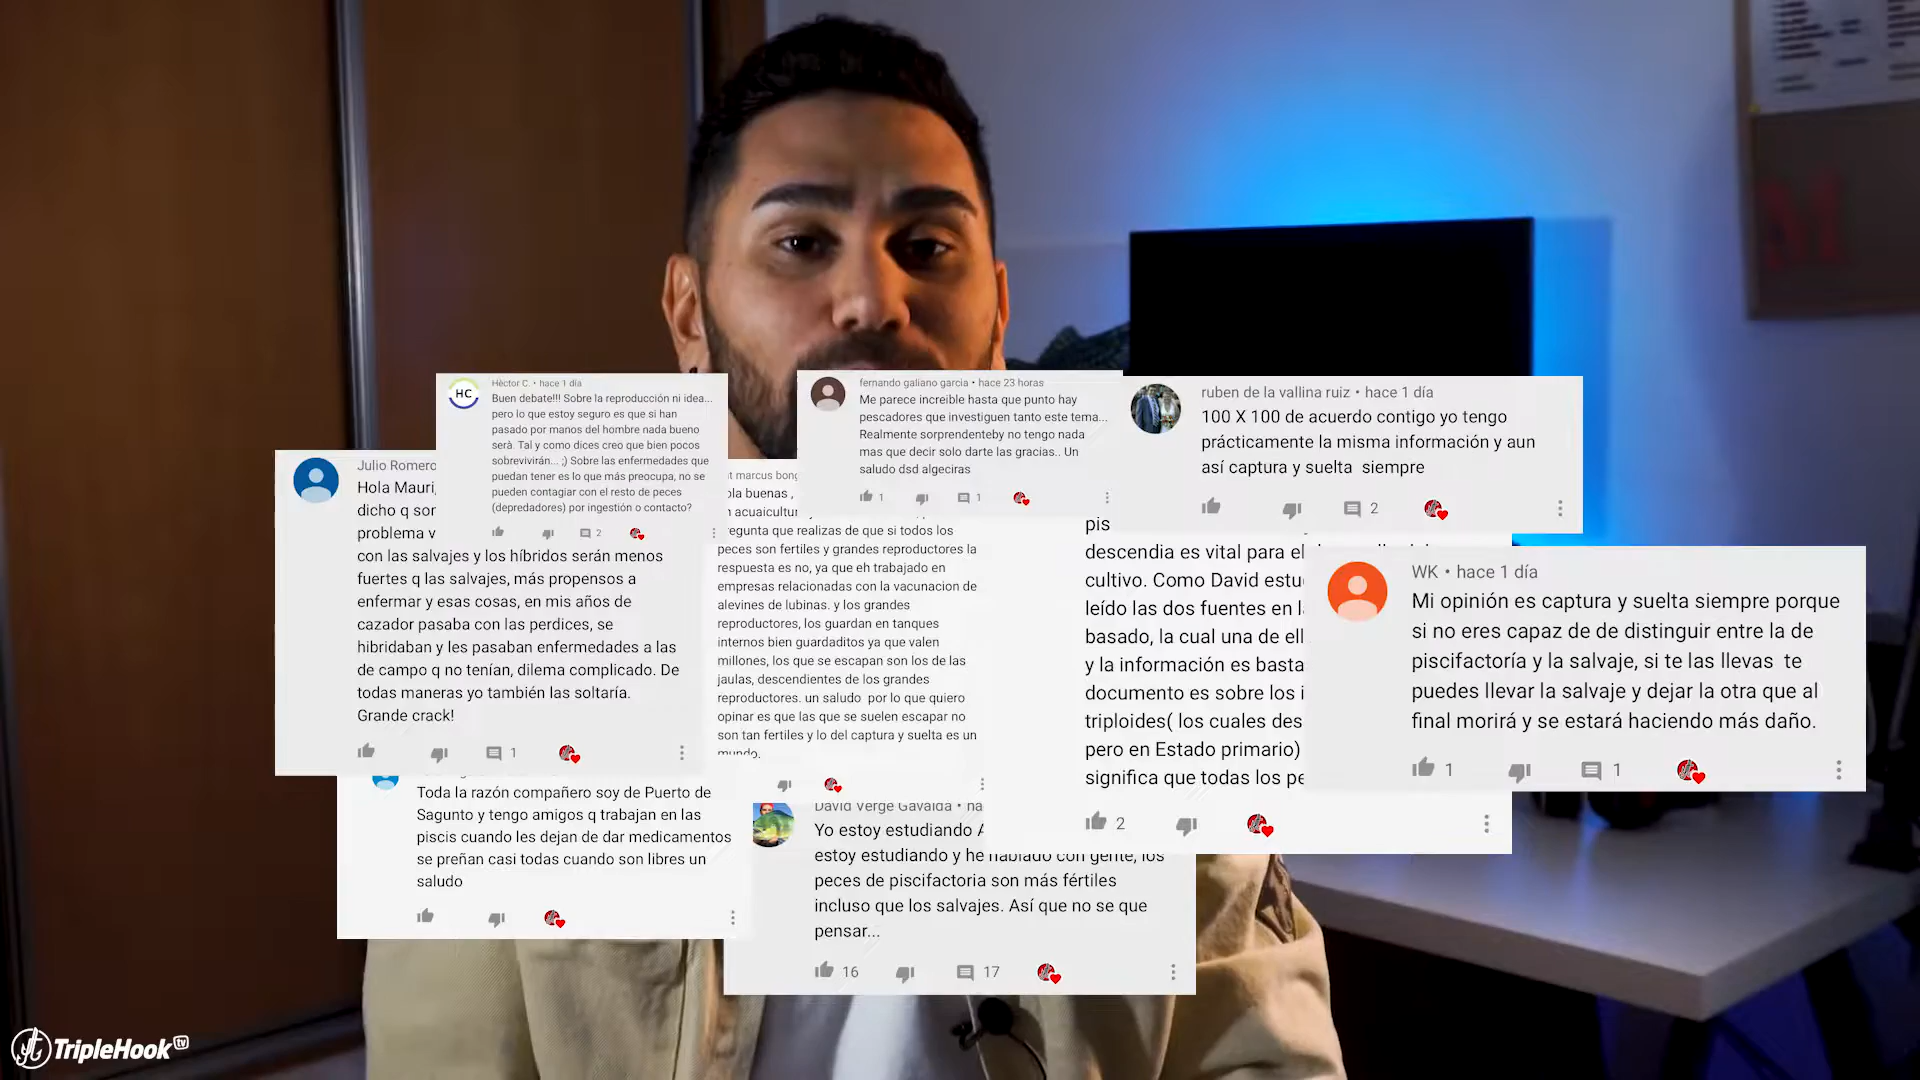 HC
Hèctor C. • hace 1 día
Buen debate!!! Sobre la reproducción ni idea...
pero lo que estoy seguro es que si han
pasado por manos del hombre nada bueno
serà. Tal y como dices creo que bien pocos
sobrevivirán... ;) Sobre las enfermedades que
puedan tener es lo que más preocupa, no se
pueden contagiar con el resto de peces
(depredadores) por ingestión o contacto?
2
fernando galiano garcia • hace 23 horas
Me parece increible hasta que punto hay
pescadores que investiguen tanto este tema...
Realmente sorprendenteby no tengo nada
mas que decir solo darte las gracias.. Un
saludo dsd algeciras
1
1
ruben de la vallina ruiz • hace 1 día
100 X 100 de acuerdo contigo yo tengo
prácticamente la misma información y aun
así captura y suelta siempre
2
Julio Romero
Hola Mauri,
dicho q
problema
con las salvajes y los híbridos serán menos
fuertes q las salvajes, más propensos a
enfermar y esas cosas, en mis años de
cazador pasaba con las perdices, se
hibridaban y les pasaban enfermedades a las
de campo q no tenían, dilema complicado. De
todas maneras yo también las soltaría.
Grande crack!
1
marcus
buenas ,
pregunta que realizas de que si todos los
peces son fertiles y grandes reproductores la
respuesta es no, ya que eh trabajado en
empresas relacionadas con la vacunacion de
alevines de lubinas. y los grandes
reproductores, los guardan en tanques
internos bien guardaditos ya que valen
millones, los que se escapan son los de las
jaulas, descendientes de los grandes
reproductores. un saludo por lo que quiero
opinar es que las que se suelen escapar no
son tan fertiles y lo del captura y suelta es un
mundo.
pis
descendia es vital para el
cultivo. Como David
leído las dos fuentes en
basado, la cual una de
y la información es
documento es sobre los
triploides( los cuales
pero en Estado primario)
significa que todas los
2
WK • hace 1 día
Mi opinión es captura y suelta siempre porque
si no eres capaz de de distinguir entre la de
piscifactoría y la salvaje, si te las llevas te
puedes llevar la salvaje y dejar la otra que al
final morirá y se estará haciendo más daño.
1
1
Toda la razón compañero soy de Puerto de
Sagunto y tengo amigos q trabajan en las
piscis cuando les dejan de dar medicamentos
se preñan casi todas cuando son libres un
saludo
David Verge Gavalda •
Yo estoy estudiando
estoy estudiando y he hablado con gente, los
peces de piscifactoria son más fértiles
incluso que los salvajes. Así que no se que
pensar...
16
17
TripleHook tv
M